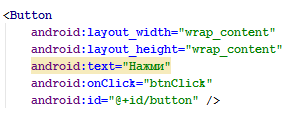 <Button
android:layout_width="wrap_content"
android:layout_height="wrap_content"
android:text="Нажми"
android:onClick="btnClick"
android:id="@+id/button" />